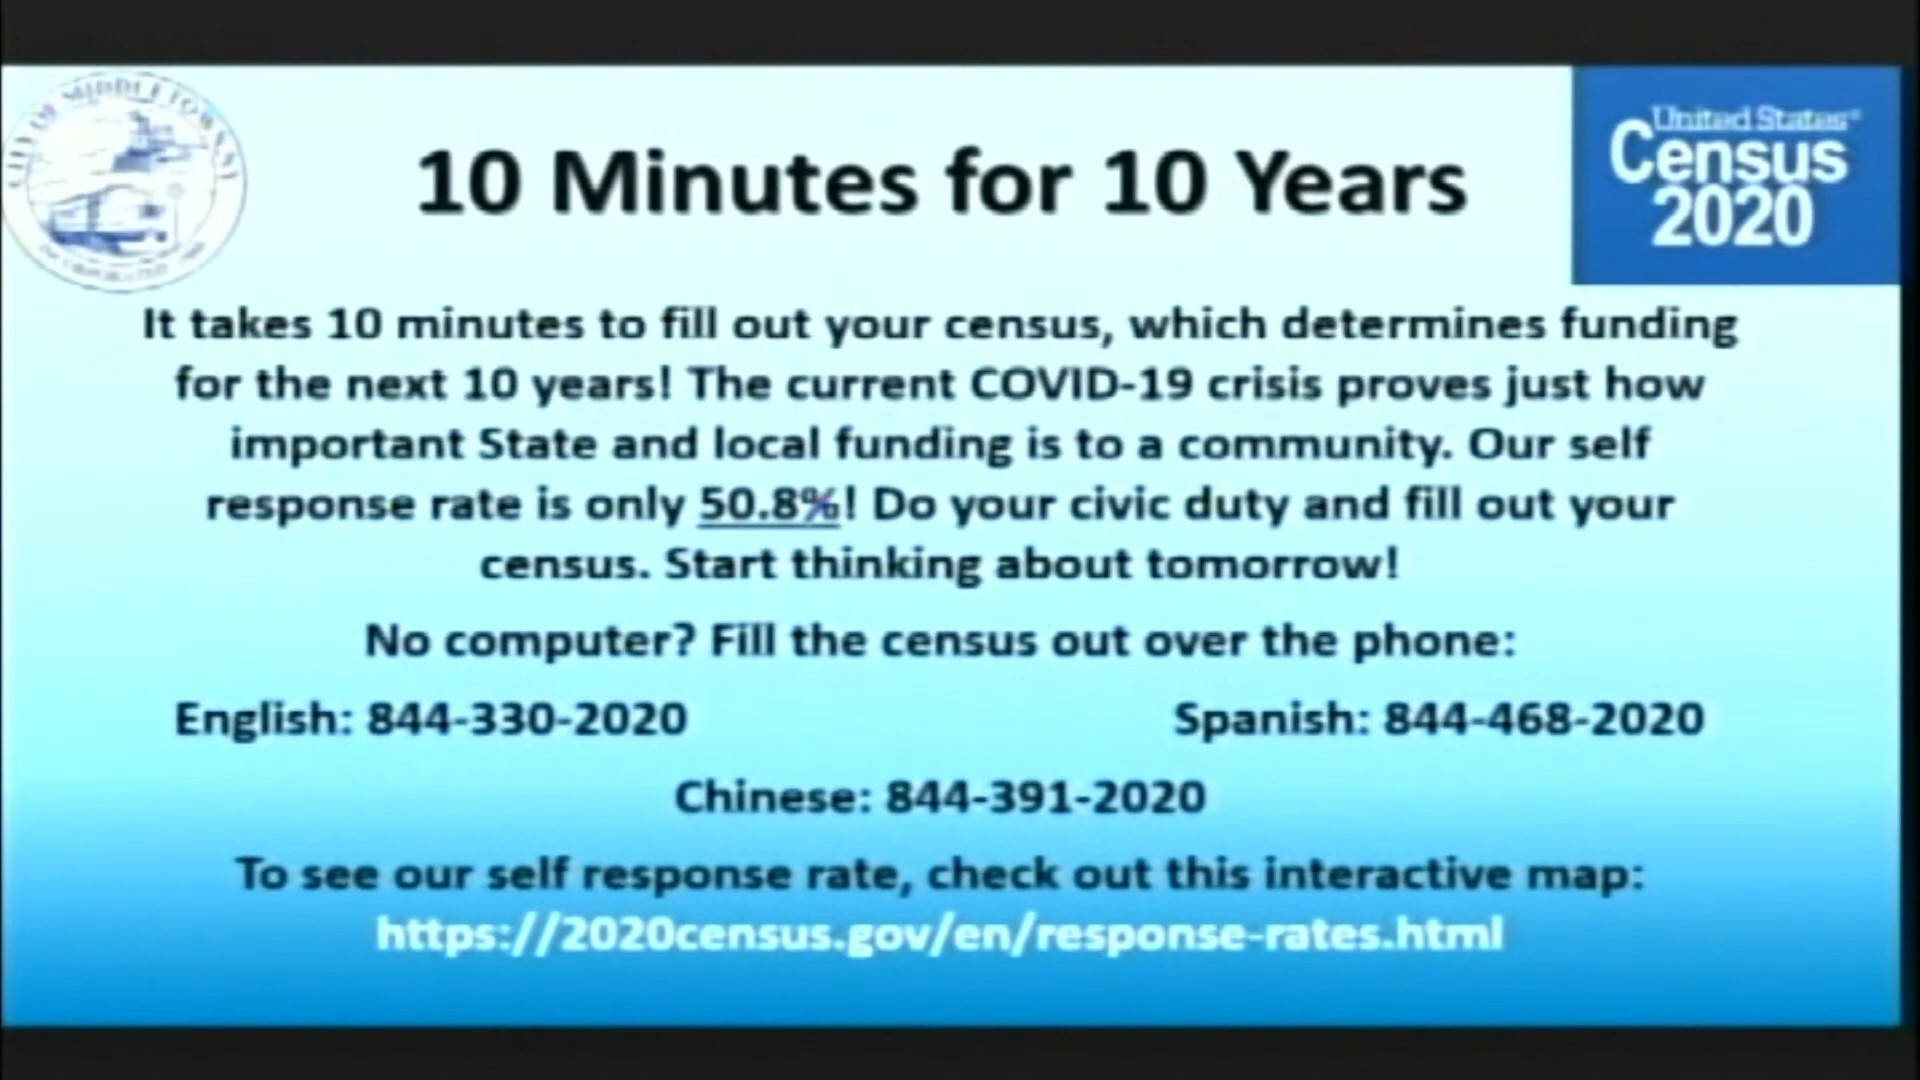 CITY OF MIDDLETOWN NY
United States®
Census
2020
10 Minutes for 10 Years
It takes 10 minutes to fill out your census, which determines funding
for the next 10 years! The current COVID-19 crisis proves just how
important State and local funding is to a community. Our self
response rate is only 50.8%! Do your civic duty and fill out your
census. Start thinking about tomorrow!
No computer? Fill the census out over the phone:
English: 844-330-2020
Spanish: 844-468-2020
Chinese: 844-391-2020
To see our self response rate, check out this interactive map:
https://2020census.gov/en/response-rates.html